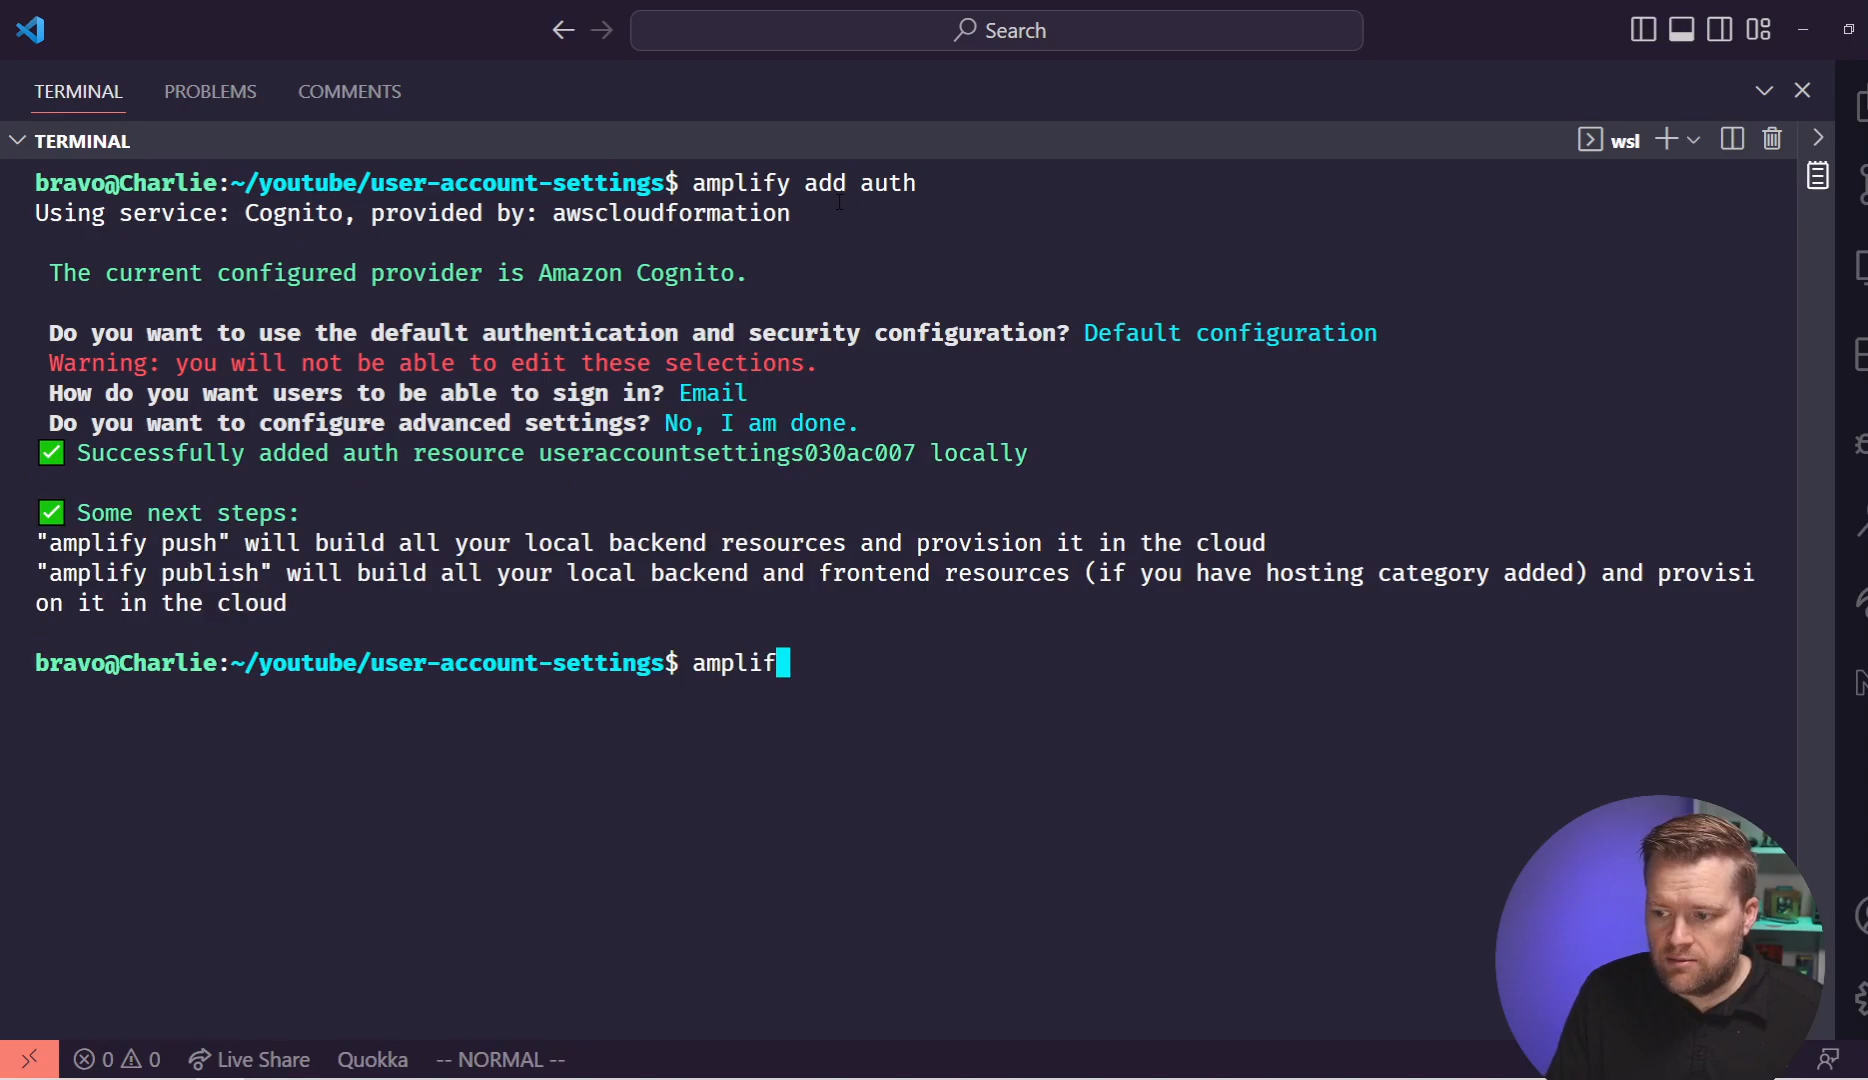 Search
TERMINAL PROBLEMS COMMENTS
TERMINAL
wsl
bravo@Charlie:~/youtube/user-account-settings$ amplify add auth
Using service: Cognito, provided by: awscloudformation
The current configured provider is Amazon Cognito.
Do you want to use the default authentication and security configuration? Default configuration
Warning: you will not be able to edit these selections.
How do you want users to be able to sign in? Email
Do you want to configure advanced settings? No, I am done.
✅ Successfully added auth resource useraccountsettings030ac007 locally
✅ Some next steps:
"amplify push" will build all your local backend resources and provision it in the cloud
"amplify publish" will build all your local backend and frontend resources (if you have hosting category added) and provisi
on it in the cloud
bravo@Charlie:~/youtube/user-account-settings$ amplif
0 0 Live Share Quokka -- NORMAL --